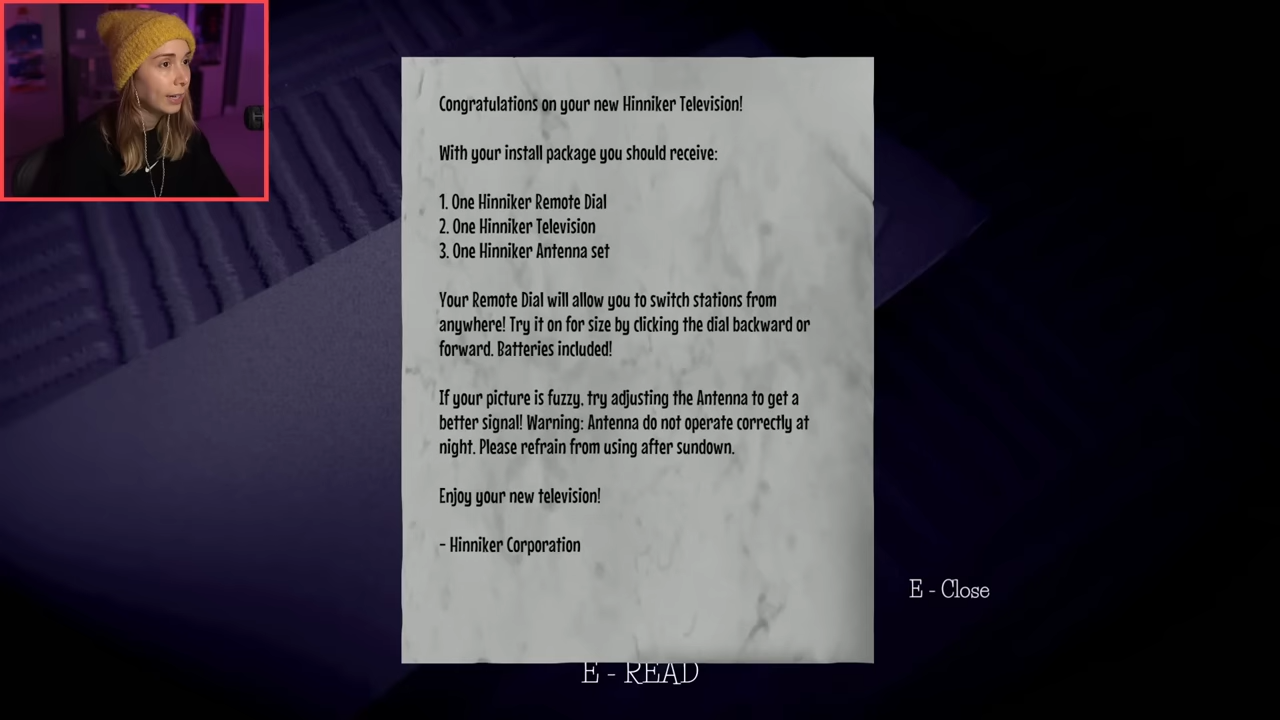 Congratulations on your new Hinniker Television!
With your install package you should receive:
1. One Hinniker Remote Dial
2. One Hinniker Television
3. One Hinniker Antenna set
Your Remote Dial will allow you to switch stations from
anywhere! Try it on for size by clicking the dial backward or
forward. Batteries included!
If your picture is fuzzy, try adjusting the Antenna to get a
better signal! Warning: Antenna do not operate correctly at
night. Please refrain from using after sundown.
Enjoy your new television!
- Hinniker Corporation
E - Close
E - READ